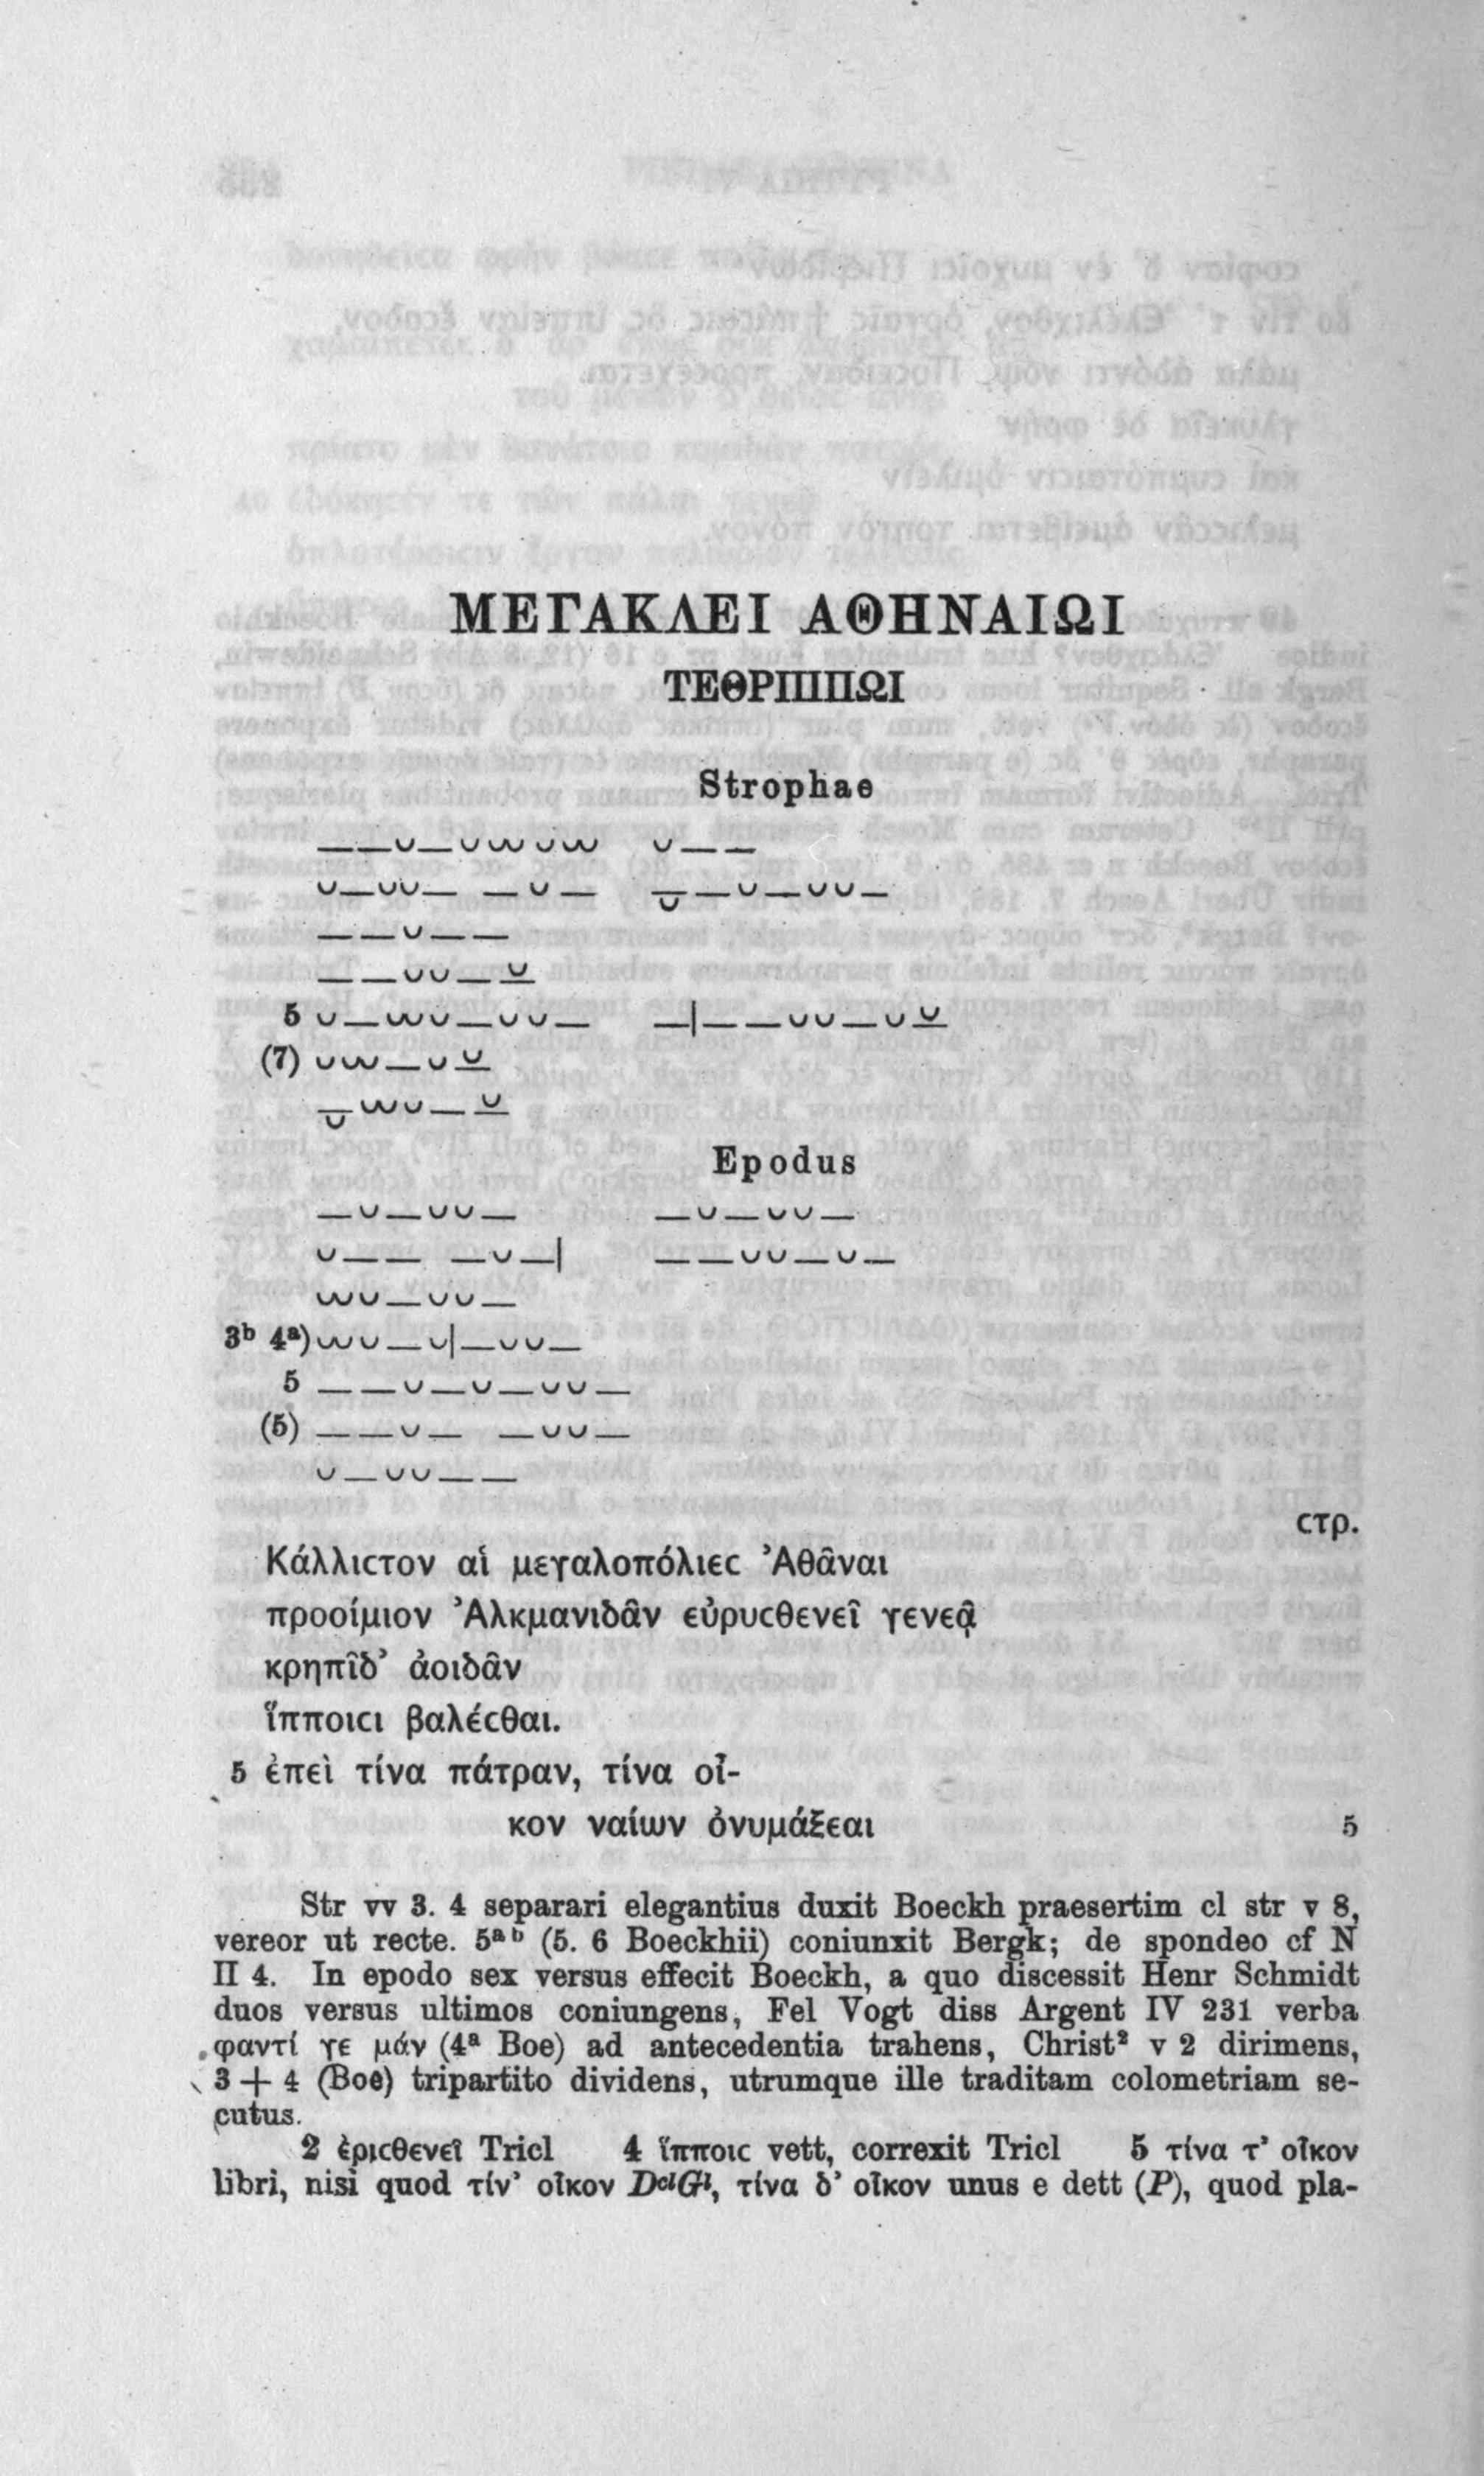 ΜΕΓΑΚΛΕΙ ΑΘΗΝΑΙΩΙ
ΤΕΘΡΙΠΠΩΙ
Strophae
——∪—∪∪∪∪∪∪ ∪——
∪—∪∪— —∪— —∪—∪∪—
——∪——
——∪∪—∪
5 ∪—∪∪∪—∪∪— —|——∪∪—∪∪
(7) ∪∪∪—∪∪
—∪∪∪—∪
Epodus
—∪—∪∪— —∪—∪∪—
∪—— —∪—| ——∪∪—∪—
∪∪∪—∪∪—
3ᵇ 4ᵃ) ∪∪∪—∪|—∪∪—
5 ——∪—∪—∪∪—
(5) ——∪— —∪∪—
∪—∪∪——
ϲτρ.
Κάλλιϲτον αἱ μεγαλοπόλιεϲ Ἀθᾶναι
προοίμιον Ἀλκμανιδᾶν εὐρυϲθενεῖ γενεᾷ
κρηπῖδ’ ἀοιδᾶν
ἵπποιϲι βαλέϲθαι.
5 ἐπεὶ τίνα πάτραν, τίνα οἶ-
κον ναίων ὀνυμάξεαι 5
Str vv 3. 4 separari elegantius duxit Boeckh praesertim cl str v 8,
vereor ut recte. 5ᵃᵇ (5. 6 Boeckhii) coniunxit Bergk; de spondeo cf N
II 4. In epodo sex versus effecit Boeckh, a quo discessit Henr Schmidt
duos versus ultimos coniungens, Fel Vogt diss Argent IV 231 verba
φαντί γε μάν (4ᵃ Boe) ad antecedentia trahens, Christ² v 2 dirimens,
3 + 4 (Boe) tripartito dividens, utrumque ille traditam colometriam se-
cutus.
2 ἐριϲθενεῖ Tricl 4 ἵπποιϲ vett, correxit Tricl 5 τίνα τ’ οἶκον
libri, nisi quod τίν’ οἶκον DˡGˡ, τίνα δ’ οἶκον unus e dett (P), quod pla-